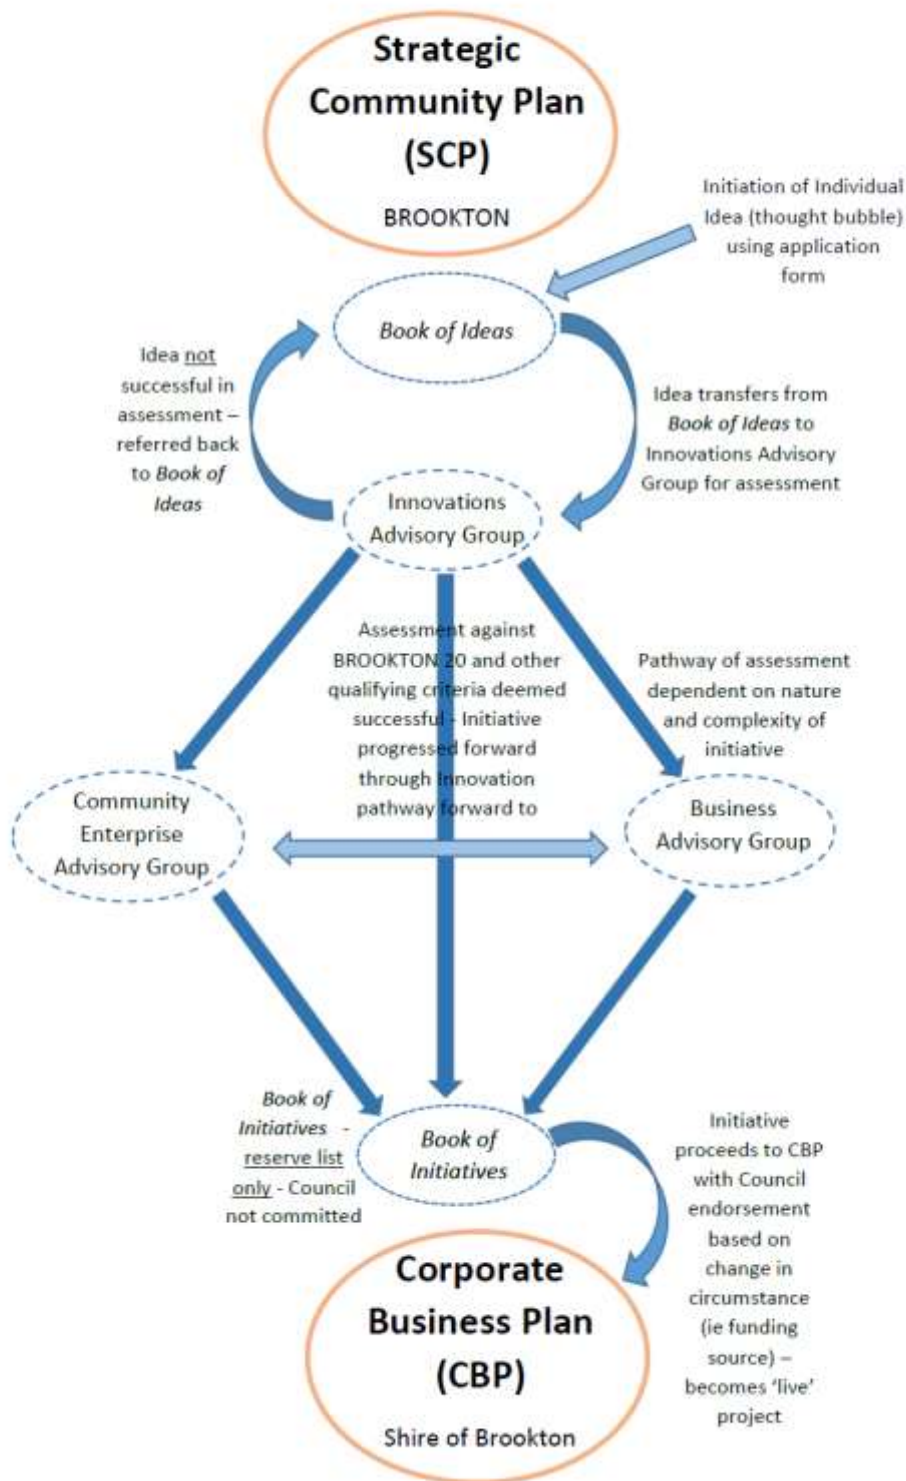 Strategic
Community Plan
(SCP)
BROOKTON
Initiation of Individual
Idea (thought bubble)
using application
form
Book of Ideas
Idea not
successful in
assessment –
referred back
to Book of
Ideas
Idea transfers from
Book of Ideas to
Innovations Advisory
Group for assessment
Innovations
Advisory Group
Assessment against
BROOKTON 20 and other
qualifying criteria deemed
successful - Initiative
progressed forward
through Innovation
pathway forward to
Pathway of assessment
dependent on nature
and complexity of
initiative
Community
Enterprise
Advisory Group
Business
Advisory Group
Book of
Initiatives -
reserve list
only - Council
not committed
Book of
Initiatives
Initiative
proceeds to CBP
with Council
endorsement
based on
change in
circumstance
(ie funding
source) –
becomes ‘live’
project
Corporate
Business Plan
(CBP)
Shire of Brookton